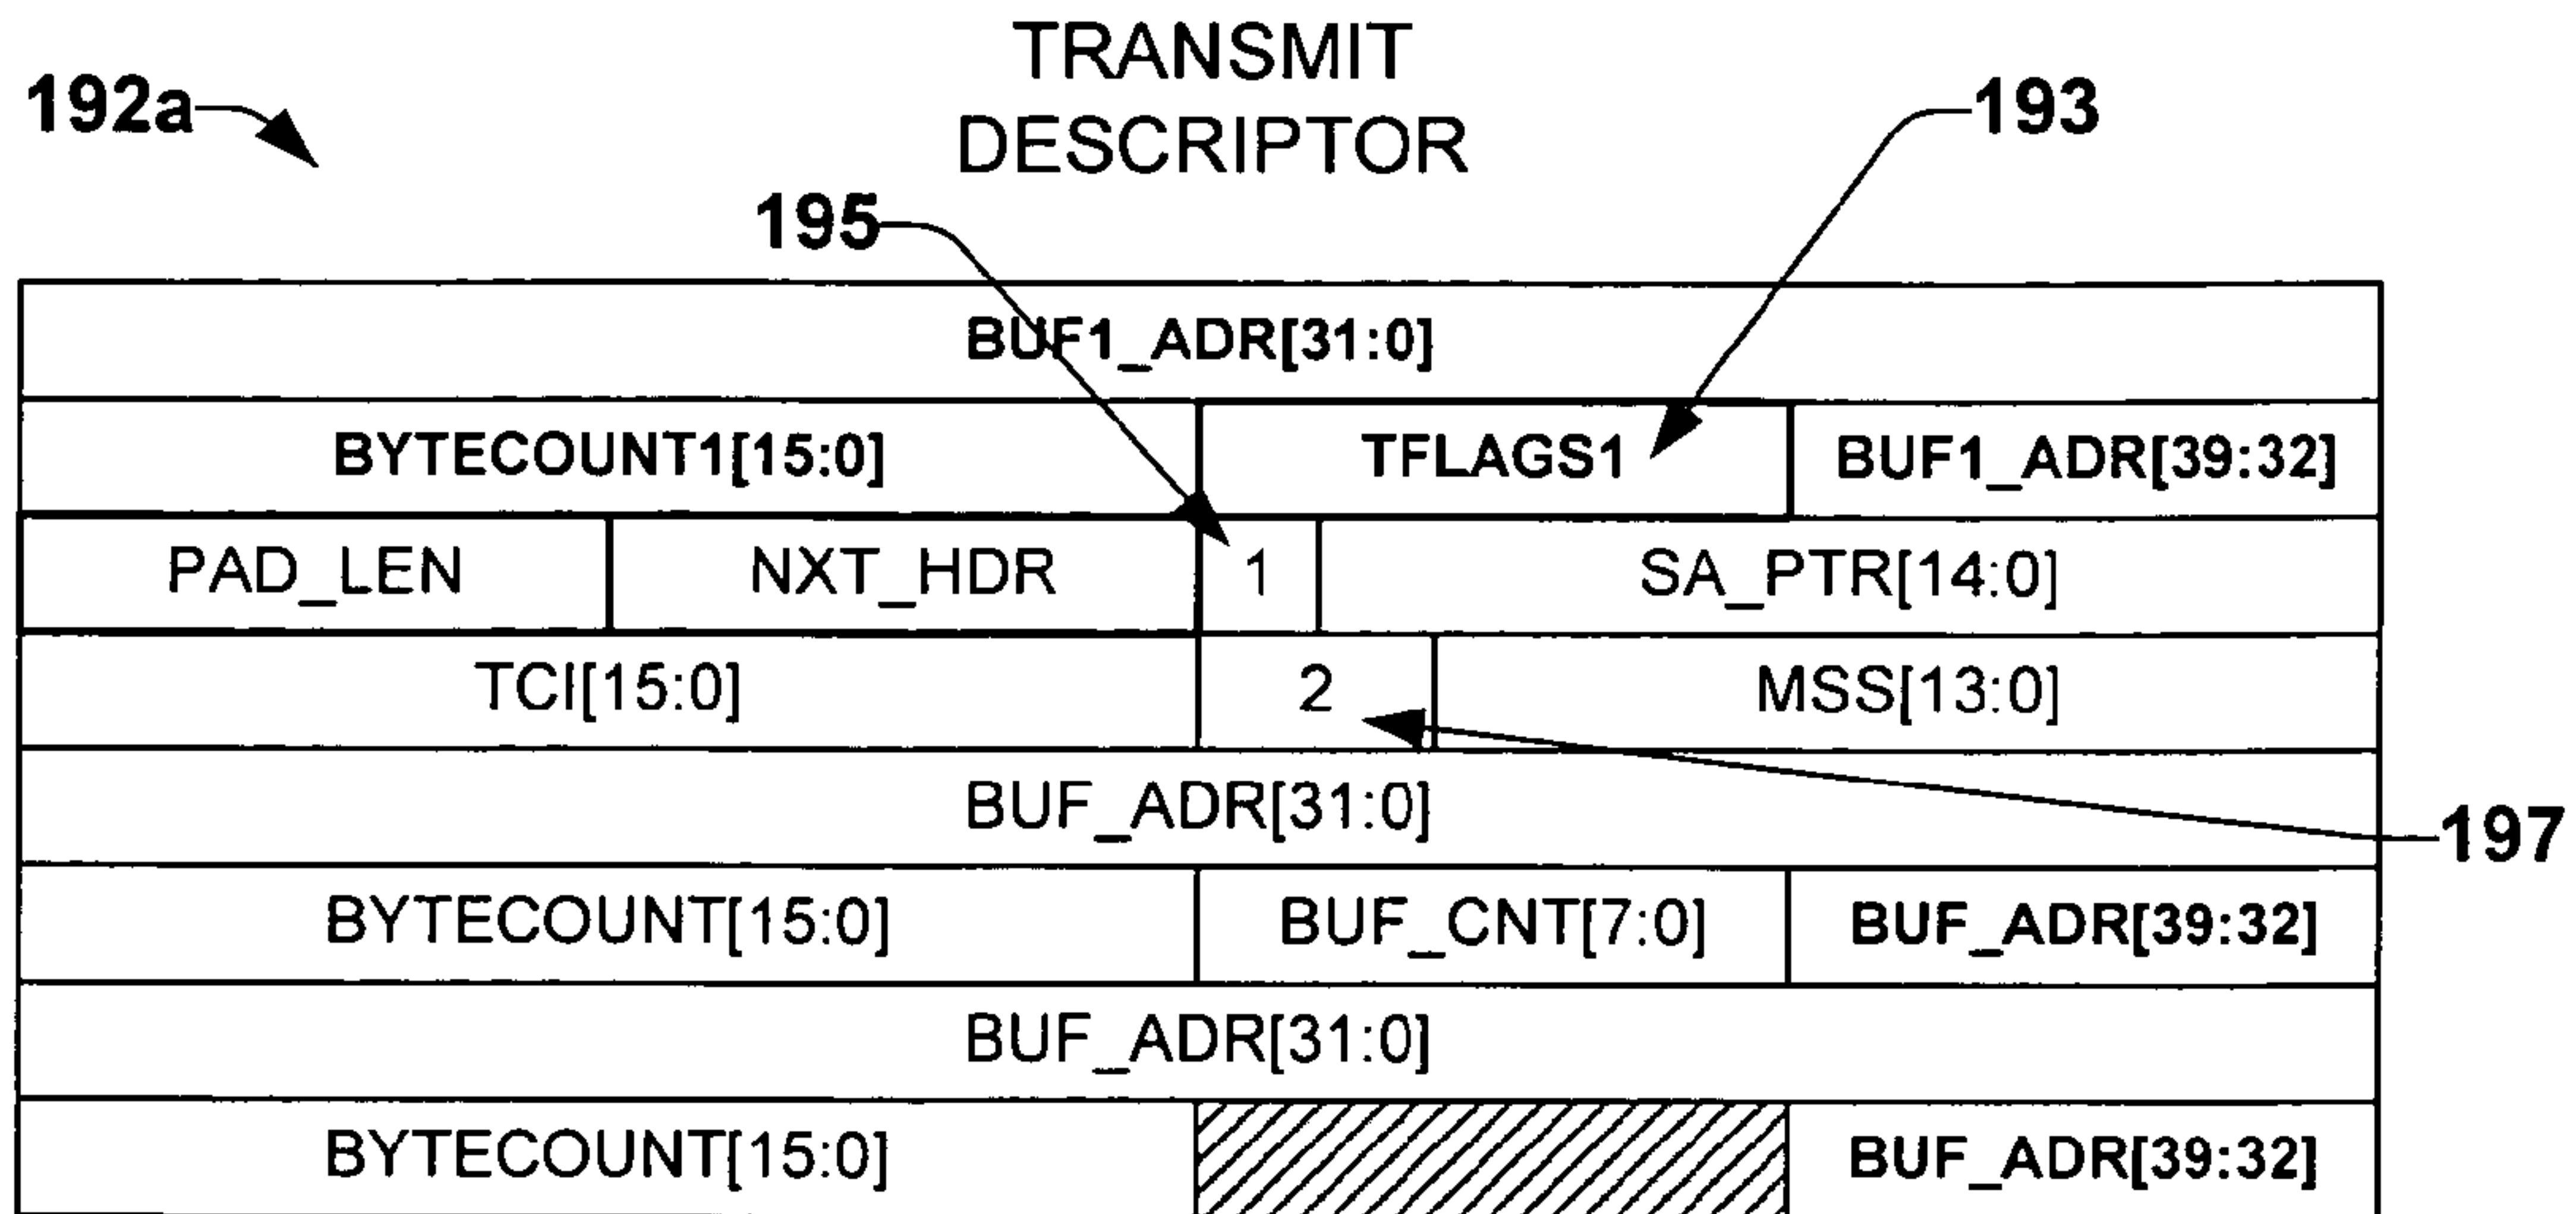 TRANSMIT
DESCRIPTOR
192a
193
195
BUF1_ADR[31:0]
BYTECOUNT1[15:0] TFLAGS1 BUF1_ADR[39:32]
PAD_LEN NXT_HDR 1 SA_PTR[14:0]
TCI[15:0] 2 MSS[13:0]
BUF_ADR[31:0]
197
BYTECOUNT[15:0] BUF_CNT[7:0] BUF_ADR[39:32]
BUF_ADR[31:0]
BYTECOUNT[15:0] BUF_ADR[39:32]